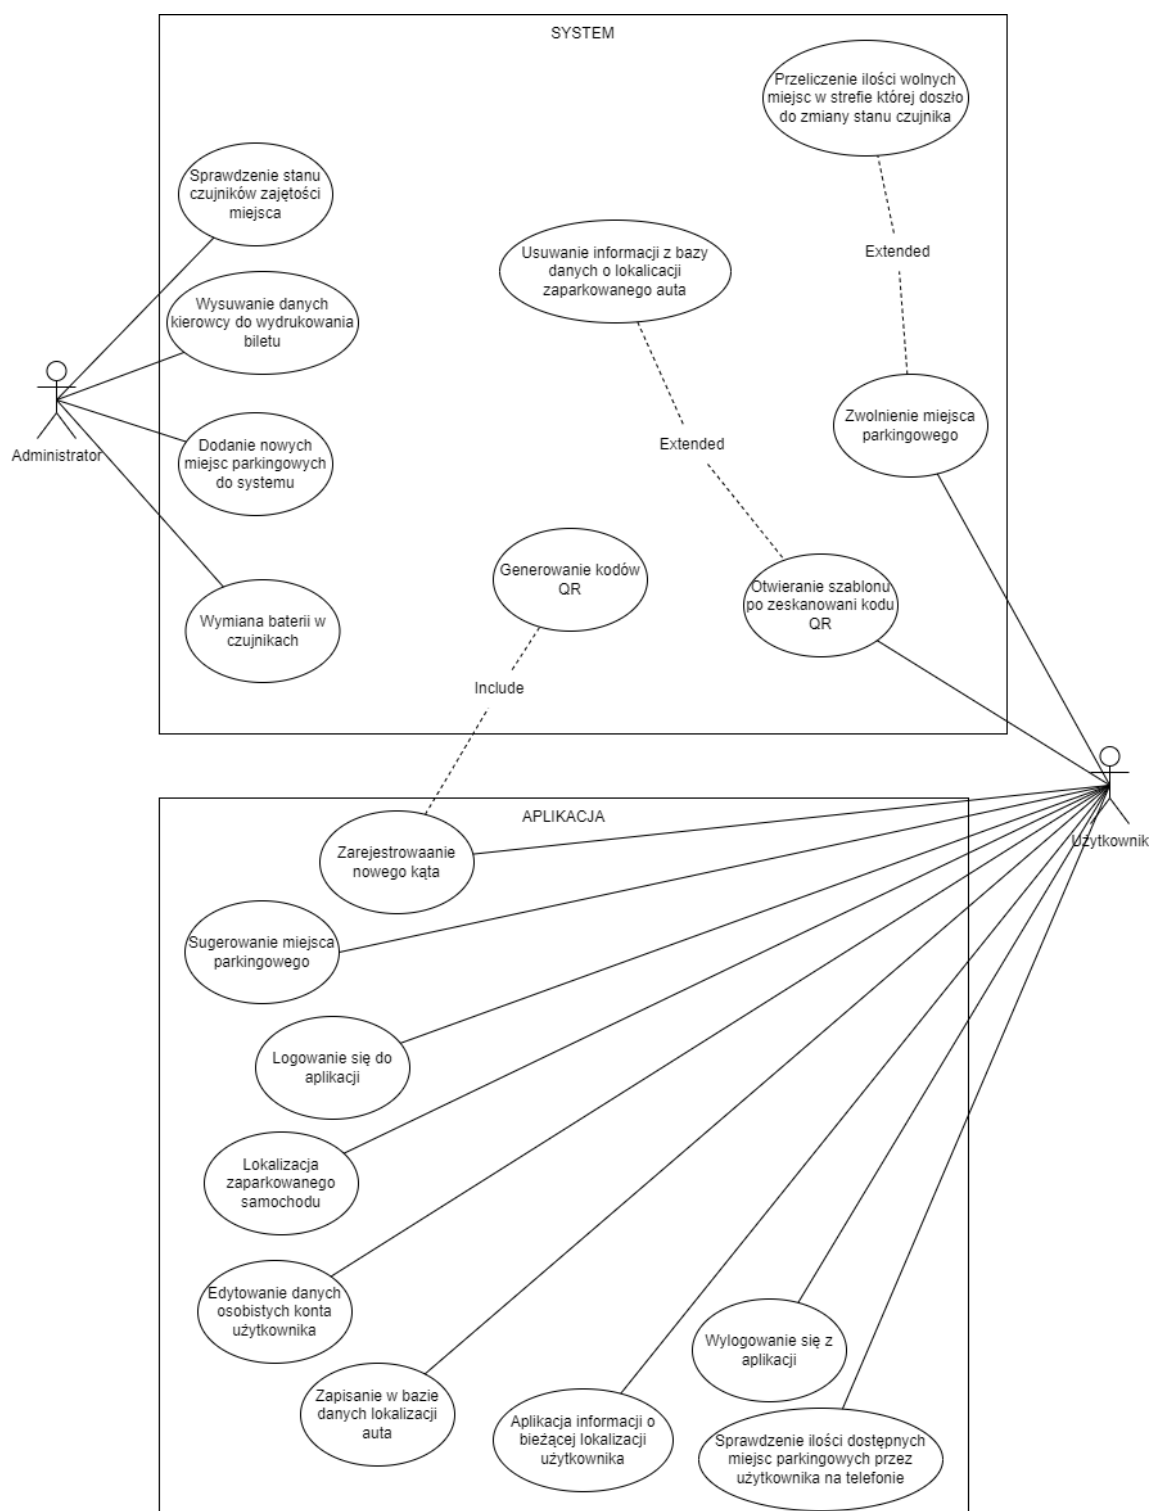 SYSTEM
Przeliczenie ilości wolnych
miejsc w strefie której doszło
do zmiany stanu czujnika
Sprawdzenie stanu
czujników zajętości
miejsca
Usuwanie informacji z bazy
danych o lokalicacji
zaparkowanego auta
Extended
Wysuwanie danych
kierowcy do wydrukowania
biletu
Administrator
Zwolnienie miejsca
parkingowego
Dodanie nowych
miejsc parkingowych
do systemu
Extended
Generowanie kodów
QR
Otwieranie szablonu
po zeskanowani kodu
QR
Wymiana baterii w
czujnikach
Include
APLIKACJA
Użytkownik
Zarejestrowaanie
nowego kąta
Sugerowanie miejsca
parkingowego
Logowanie się do
aplikacji
Lokalizacja
zaparkowanego
samochodu
Edytowanie danych
osobistych konta
użytkownika
Wylogowanie się z
aplikacji
Zapisanie w bazie
danych lokalizacji
auta
Aplikacja informacji o
bieżącej lokalizacji
użytkownika
Sprawdzenie ilości dostępnych
miejsc parkingowych przez
użytkownika na telefonie